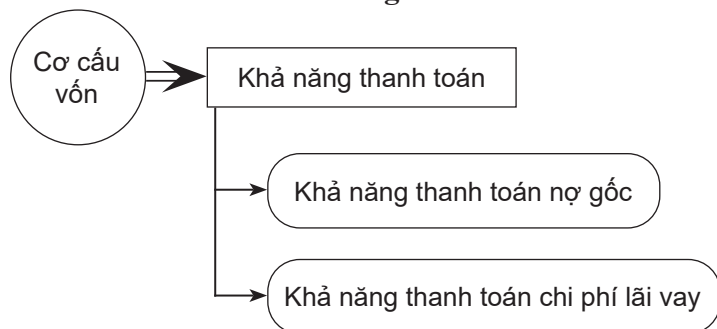 Cơ cấu
vốn
Khả năng thanh toán
Khả năng thanh toán nợ gốc
Khả năng thanh toán chi phí lãi vay